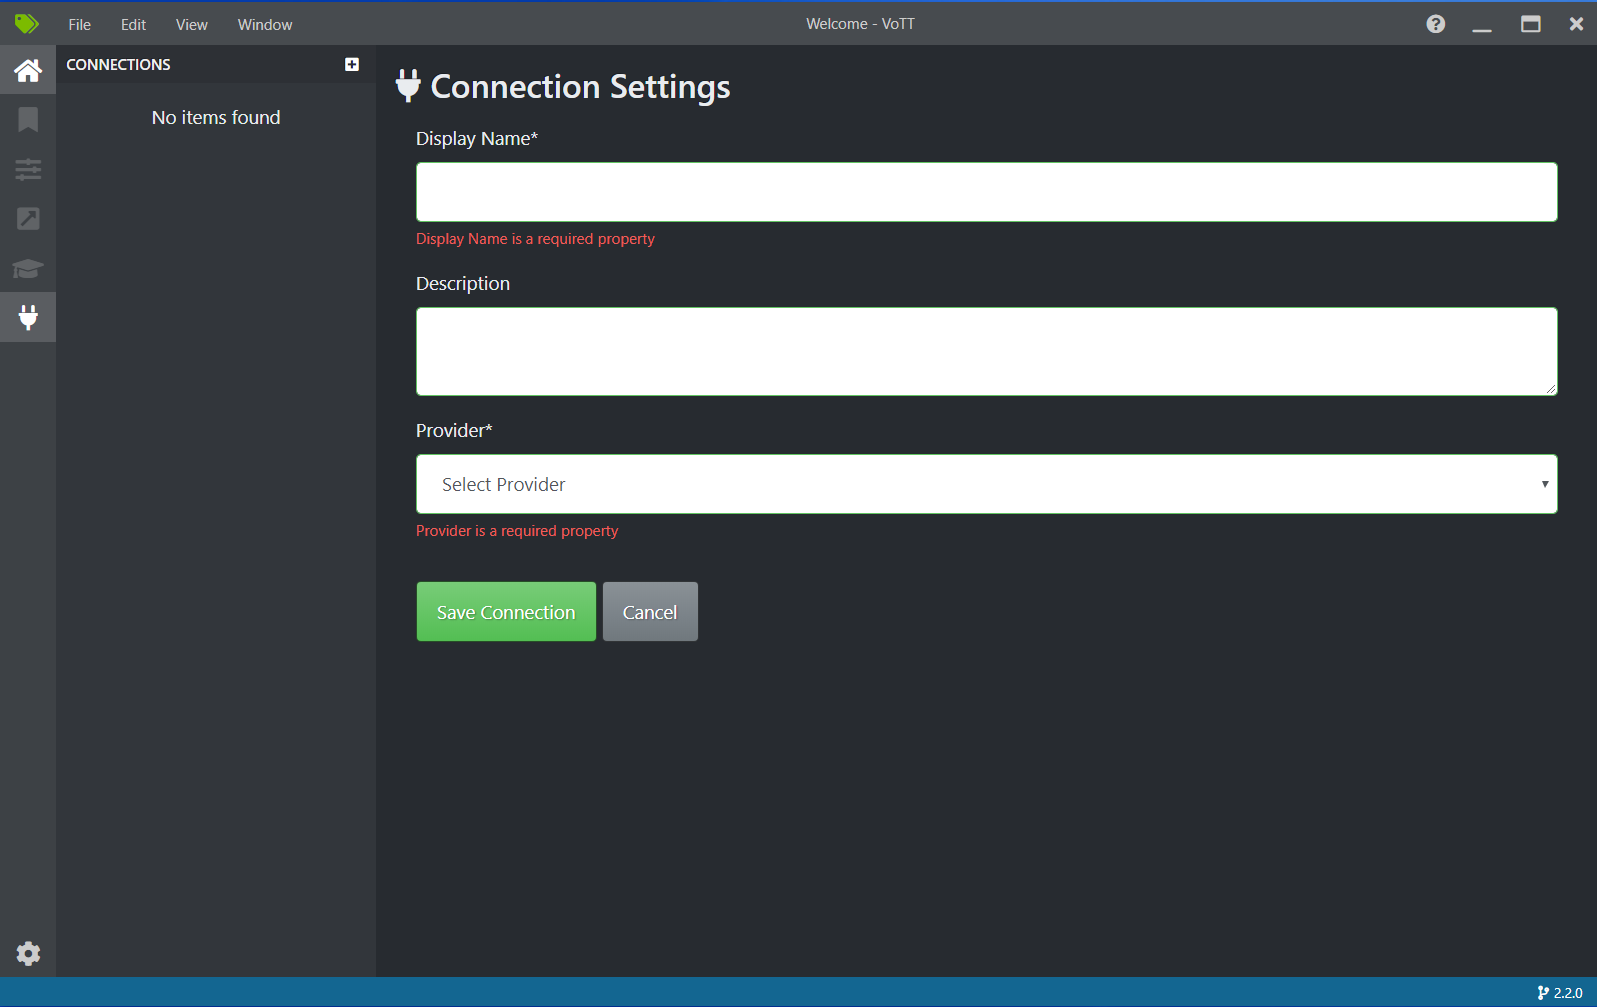 File Edit View Window Welcome - VoTT
CONNECTIONS
No items found
Connection Settings
Display Name*
Display Name is a required property
Description
Provider*
Select Provider
Provider is a required property
Save Connection Cancel
2.2.0